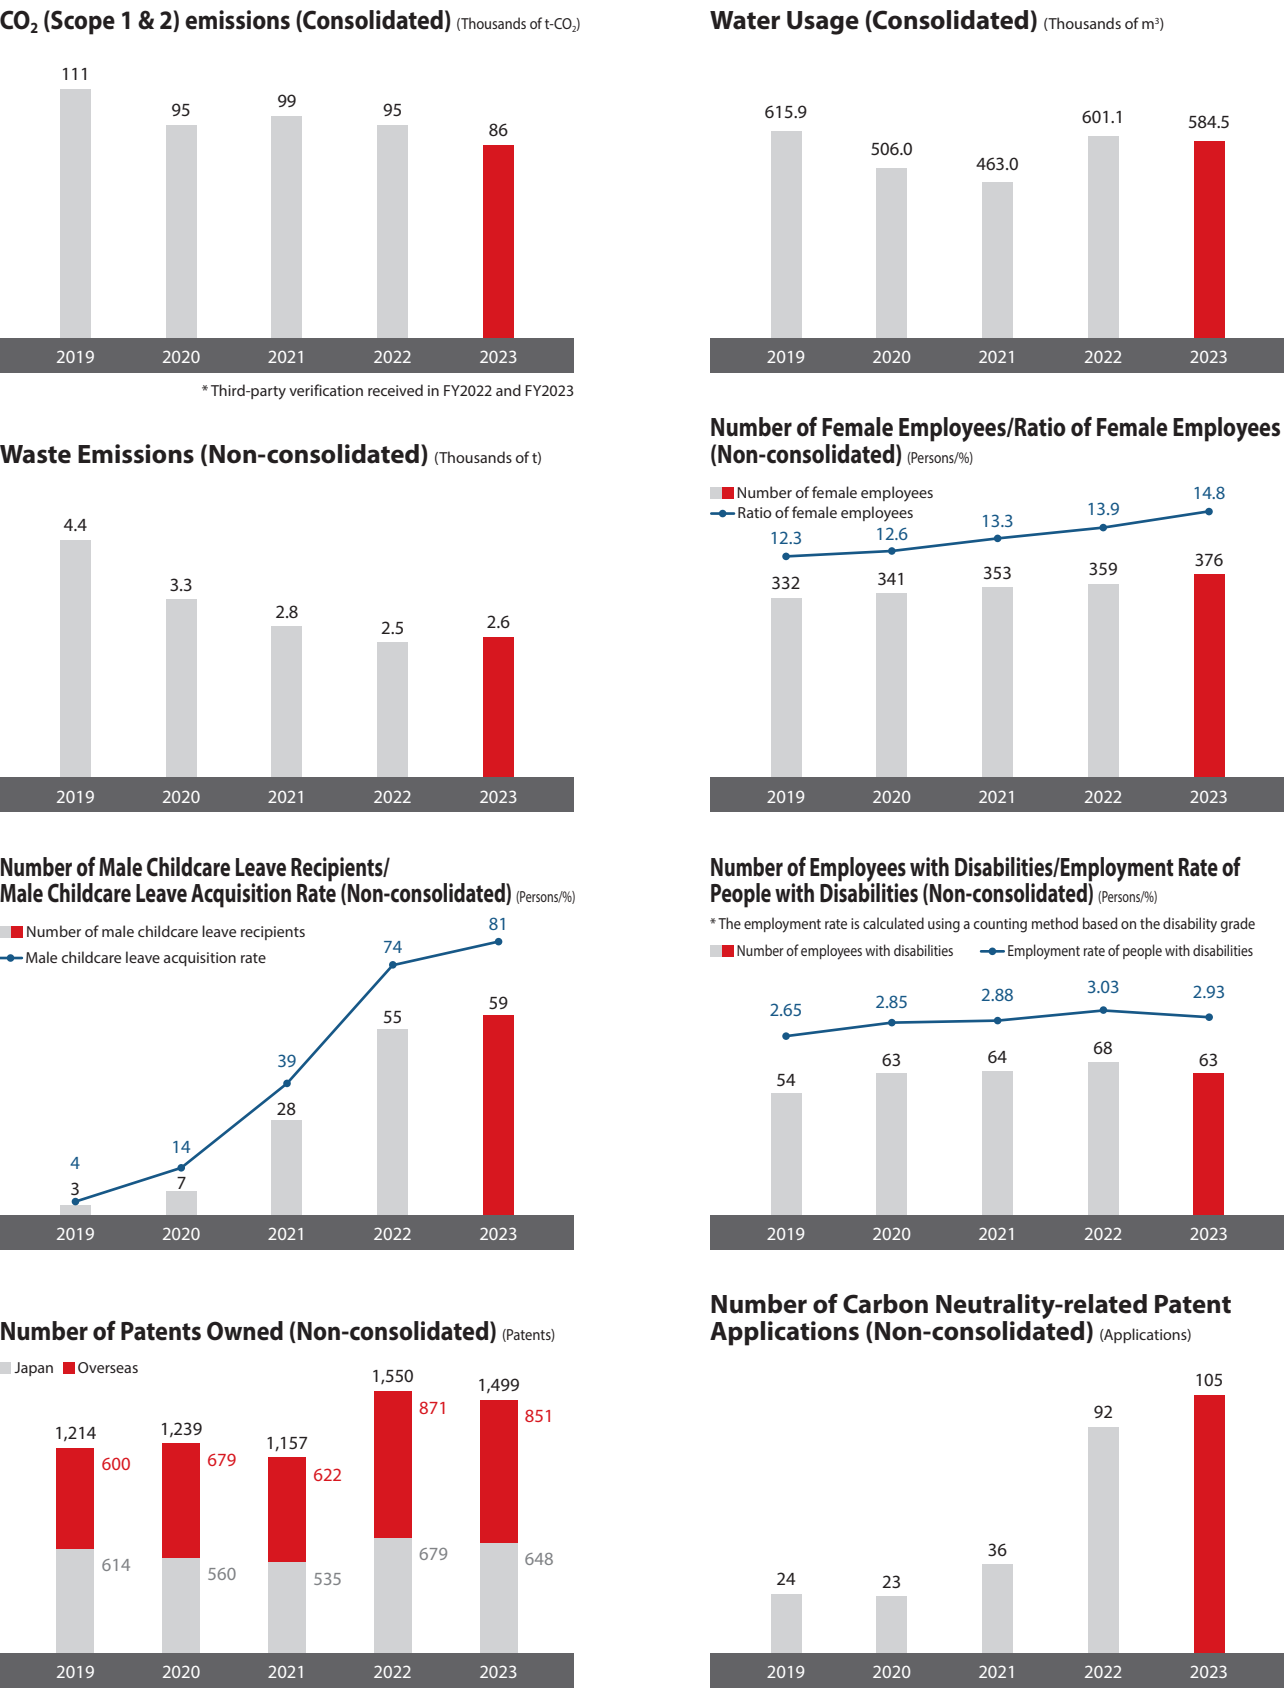 CO₂ (Scope 1 & 2) emissions (Consolidated) (Thousands of t-CO₂)
111
95
99
95
86
2019 2020 2021 2022 2023
* Third-party verification received in FY2022 and FY2023
Water Usage (Consolidated) (Thousands of m³)
615.9
506.0
463.0
601.1
584.5
2019 2020 2021 2022 2023
Waste Emissions (Non-consolidated) (Thousands of t)
4.4
3.3
2.8
2.5
2.6
2019 2020 2021 2022 2023
Number of Female Employees/Ratio of Female Employees
(Non-consolidated) (Persons/%)
Number of female employees
Ratio of female employees
12.3
12.6
13.3
13.9
14.8
332
341
353
359
376
2019 2020 2021 2022 2023
Number of Male Childcare Leave Recipients/
Male Childcare Leave Acquisition Rate (Non-consolidated) (Persons/%)
Number of male childcare leave recipients
Male childcare leave acquisition rate
4
14
39
74
81
3
7
28
55
59
2019 2020 2021 2022 2023
Number of Employees with Disabilities/Employment Rate of
People with Disabilities (Non-consolidated) (Persons/%)
* The employment rate is calculated using a counting method based on the disability grade
Number of employees with disabilities Employment rate of people with disabilities
2.65
2.85
2.88
3.03
2.93
54
63
64
68
63
2019 2020 2021 2022 2023
Number of Patents Owned (Non-consolidated) (Patents)
Japan Overseas
1,214
600
614
1,239
679
560
1,157
622
535
1,550
871
679
1,499
851
648
2019 2020 2021 2022 2023
Number of Carbon Neutrality-related Patent
Applications (Non-consolidated) (Applications)
24
23
36
92
105
2019 2020 2021 2022 2023